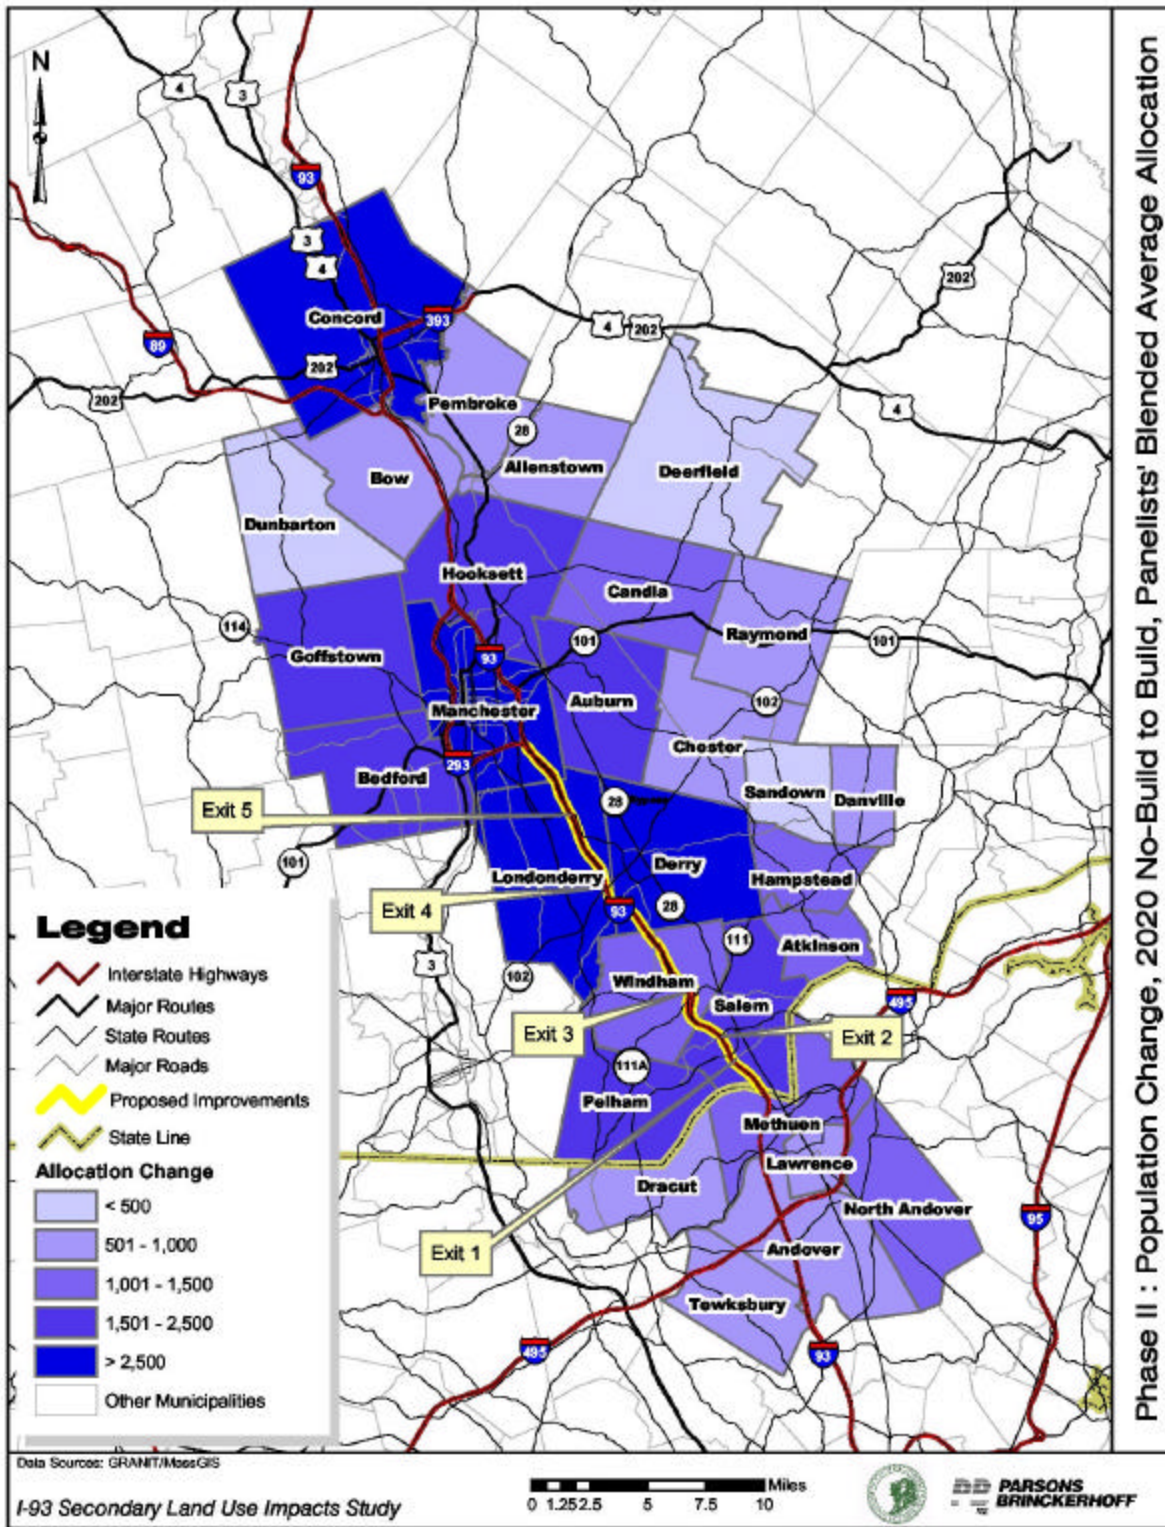 Phase II : Population Change, 2020 No-Build to Build, Panelists' Blended Average Allocation
N
4
3
93
3
4
Concord
393
4
202
202
89
202
202
4
Pembroke
28
Allenstown
Deerfield
Bow
Dunbarton
Hooksett
Candia
114
Goffstown
93
101
Raymond
101
Auburn
102
Manchester
Chester
293
Bedford
Sandown
Danville
Exit 5
28
101
Londonderry
Derry
Hampstead
Exit 4
93
28
111
Atkinson
3
102
Windham
Salem
495
Exit 3
Exit 2
111A
Pelham
Methuen
Lawrence
Dracut
North Andover
95
Exit 1
Andover
Tewksbury
495
93
Legend
Interstate Highways
Major Routes
State Routes
Major Roads
Proposed Improvements
State Line
Allocation Change
< 500
501 - 1,000
1,001 - 1,500
1,501 - 2,500
> 2,500
Other Municipalities
Data Sources: GRANIT/MassGIS
I-93 Secondary Land Use Impacts Study
Miles
0 1.25 2.5 5 7.5 10
PARSONS
BRINCKERHOFF